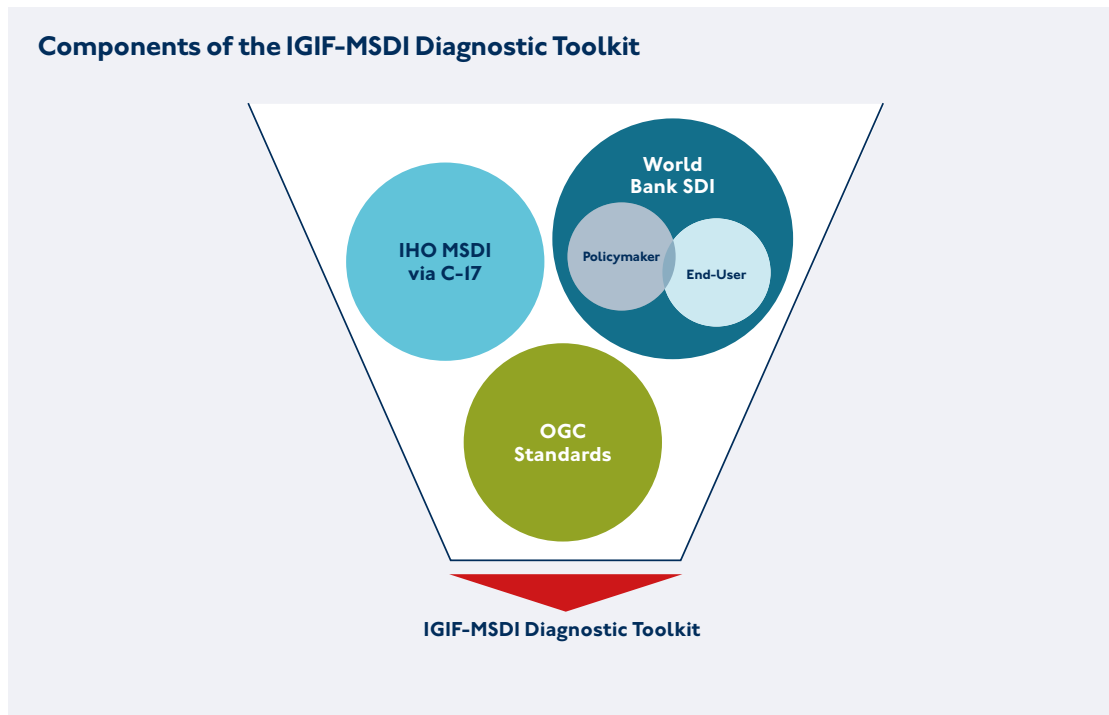 Components of the IGIF-MSDI Diagnostic Toolkit
IHO MSDI
via C-17
World
Bank SDI
Policymaker
End-User
OGC
Standards
IGIF-MSDI Diagnostic Toolkit